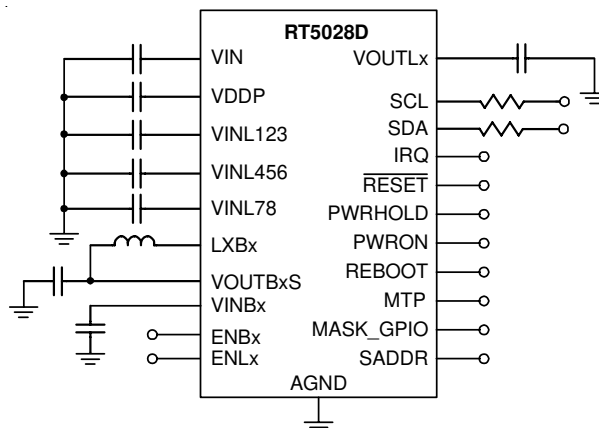 RT5028D
VIN
VDDP
VINL123
VINL456
VINL78
LXBx
VOUTBxS
VINBx
ENBx
ENLx
VOUTLx
SCL
SDA
IRQ
RESET
PWRHOLD
PWRON
REBOOT
MTP
MASK_GPIO
SADDR
AGND